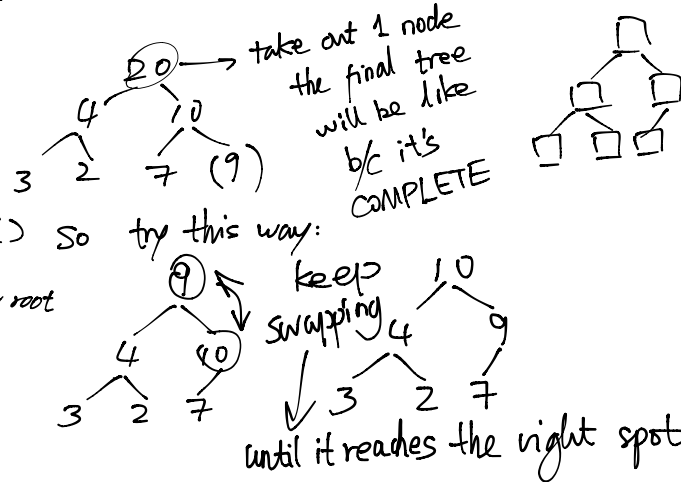 20 → take out 1 node
the final tree
will be like
b/c it's
COMPLETE
4 10
3 2 7 (9)
) so try this way:
root
9 keep 10
swapping
4 10 4 9
3 2 7 3 2 7
until it reaches the right spot